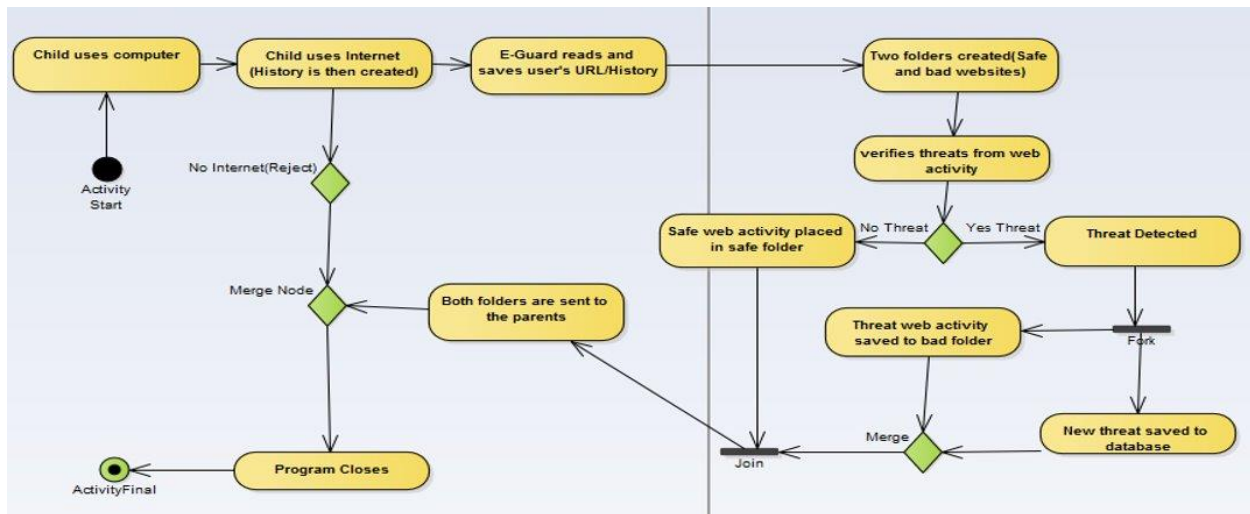 Child uses computer
Child uses Internet
(History is then created)
E-Guard reads and
saves user's URL/History
Two folders created(Safe
and bad websites)
Activity
Start
No Internet(Reject)
verifies threats from web
activity
Safe web activity placed
in safe folder
No Threat
Yes Threat
Threat Detected
Merge Node
Both folders are sent to
the parents
Threat web activity
saved to bad folder
Fork
New threat saved to
database
Merge
Join
Program Closes
ActivityFinal